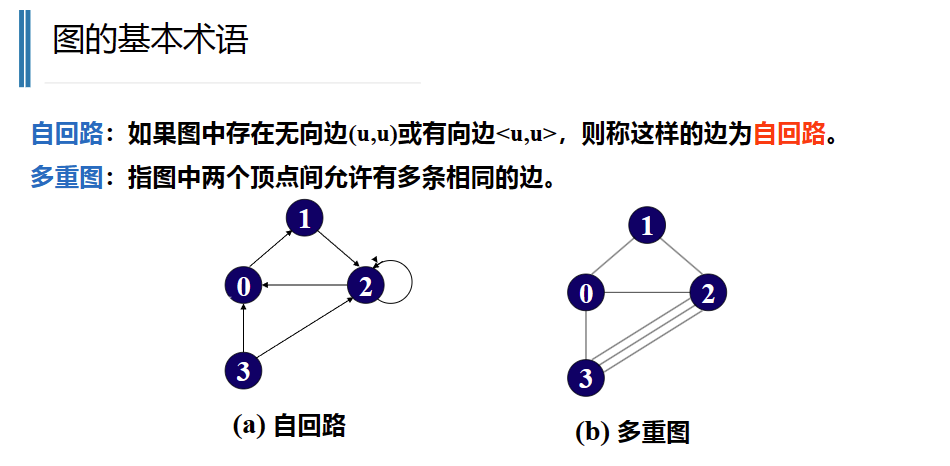 图的基本术语
自回路：如果图中存在无向边(u,u)或有向边<u,u>，则称这样的边为自回路。
多重图：指图中两个顶点间允许有多条相同的边。
1
0
2
3
(a) 自回路
1
0
2
3
(b) 多重图